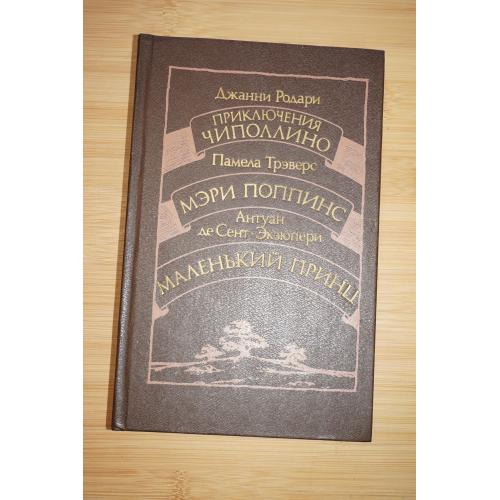 Джанни Родари
ПРИКЛЮЧЕНИЯ
ЧИПОЛЛИНО
Памела Трэверс
МЭРИ ПОППИНС
Антуан
де Сент-Экзюпери
МАЛЕНЬКИЙ ПРИНЦ